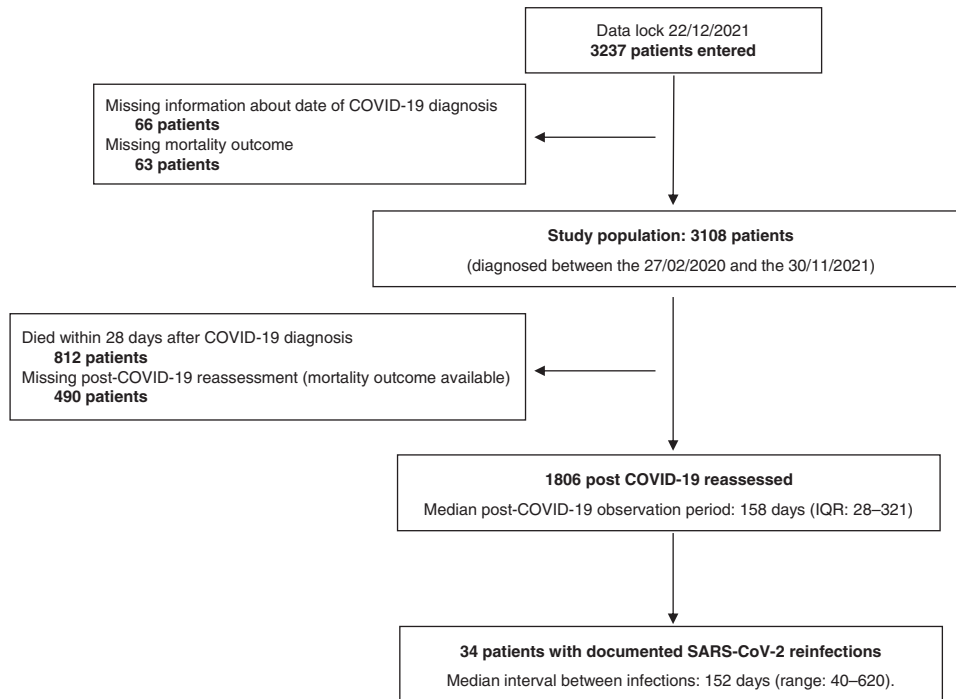 Data lock 22/12/2021
3237 patients entered
Missing information about date of COVID-19 diagnosis
66 patients
Missing mortality outcome
63 patients
Study population: 3108 patients
(diagnosed between the 27/02/2020 and the 30/11/2021)
Died within 28 days after COVID-19 diagnosis
812 patients
Missing post-COVID-19 reassessment (mortality outcome available)
490 patients
1806 post COVID-19 reassessed
Median post-COVID-19 observation period: 158 days (IQR: 28–321)
34 patients with documented SARS-CoV-2 reinfections
Median interval between infections: 152 days (range: 40–620).